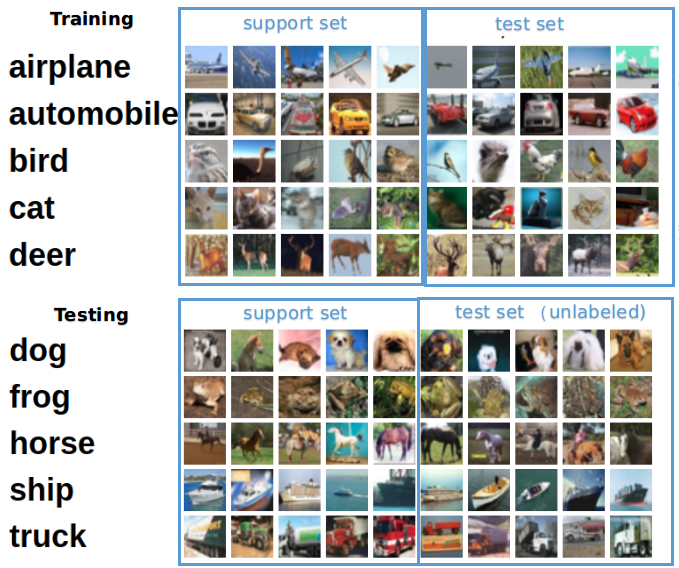 Training
support set
test set
airplane
automobile
bird
cat
deer
Testing
support set
test set （unlabeled)
dog
frog
horse
ship
truck